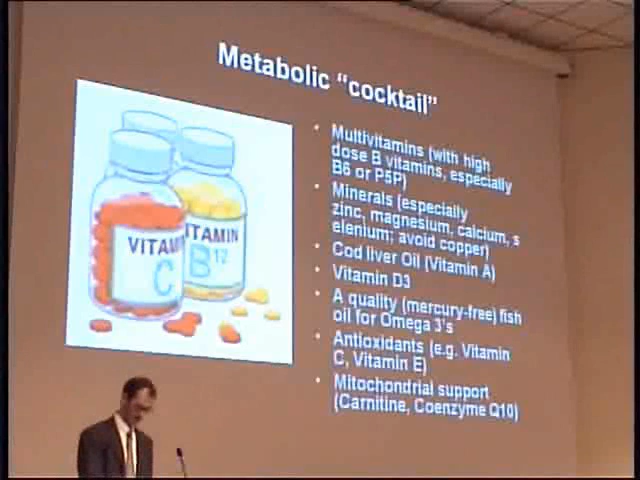 Metabolic “cocktail”
VITAMIN
C
VITAMIN
B12
• Multivitamins (with high
dose B vitamins, especially
B6 or P5P)
• Minerals (especially
zinc, magnesium, calcium, s
elenium; avoid copper)
• Cod liver Oil (Vitamin A)
• Vitamin D3
• A quality (mercury-free) fish
oil for Omega 3's
• Antioxidants (e.g. Vitamin
C, Vitamin E)
• Mitochondrial support
(Carnitine, Coenzyme Q10)